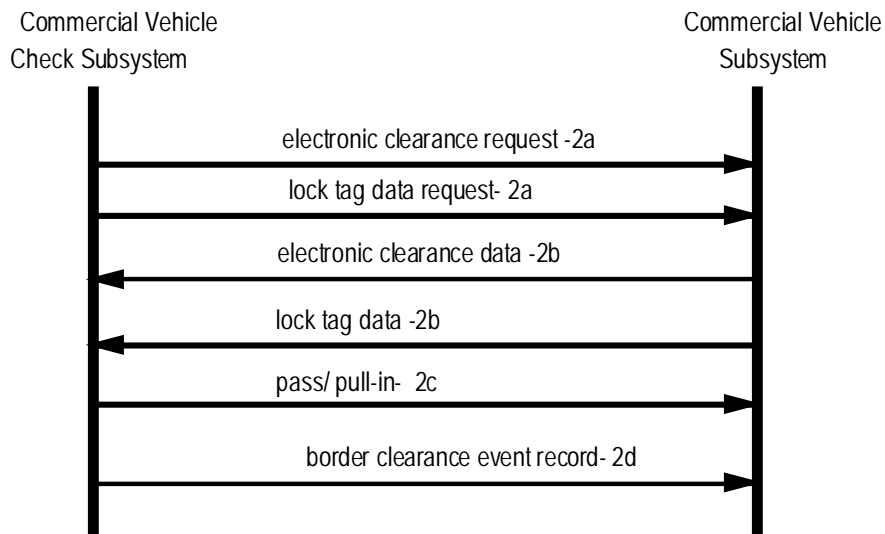 Commercial Vehicle
Check Subsystem
Commercial Vehicle
Subsystem
electronic clearance request -2a
lock tag data request- 2a
electronic clearance data -2b
lock tag data -2b
pass/ pull-in- 2c
border clearance event record- 2d